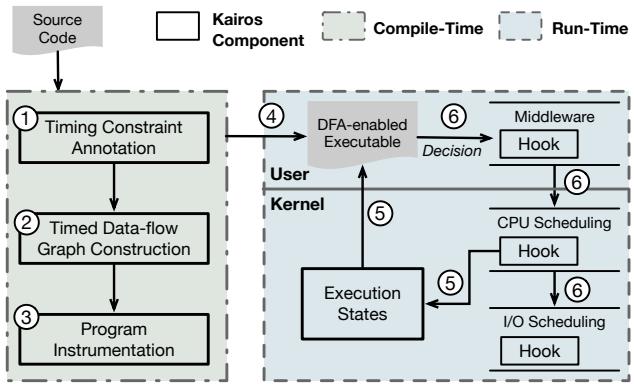 Source
Code
Kairos
Component
Compile-Time
Run-Time
1
Timing Constraint
Annotation
2
Timed Data-flow
Graph Construction
3
Program
Instrumentation
4
DFA-enabled
Executable
6
Decision
Middleware
Hook
User
Kernel
5
6
CPU Scheduling
Hook
5
Execution
States
6
I/O Scheduling
Hook